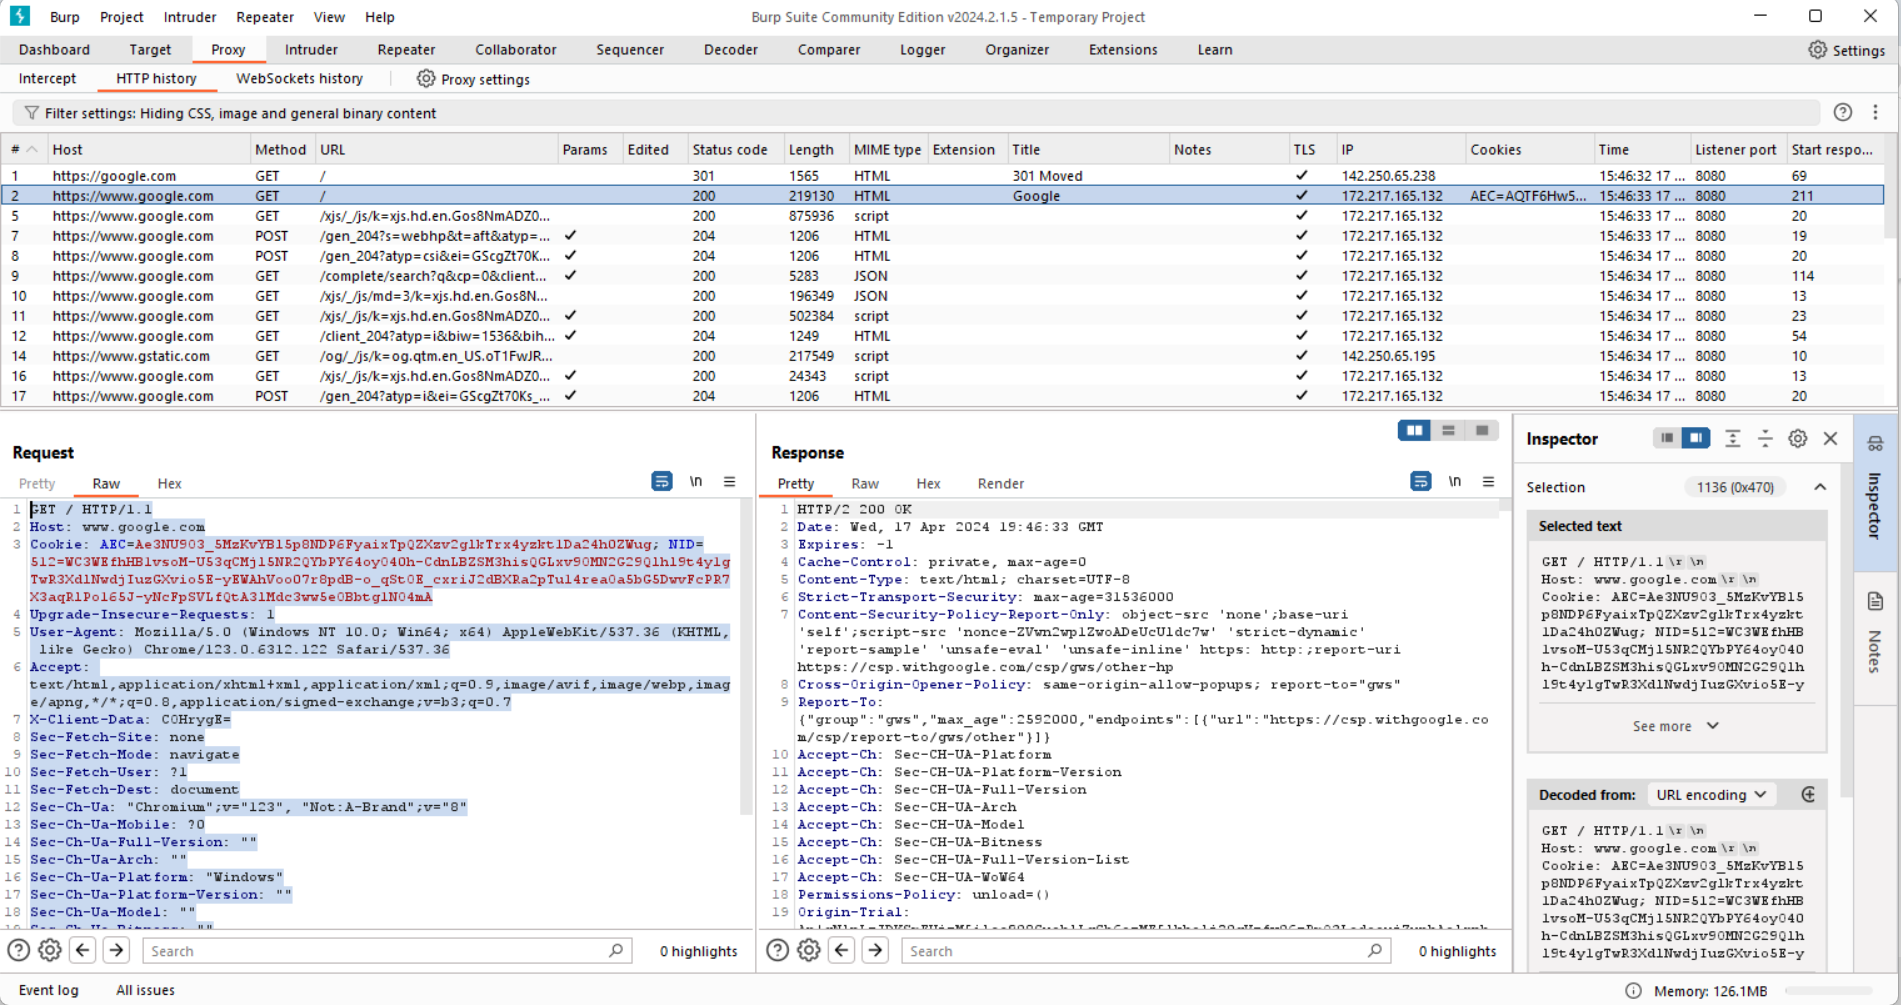 Burp Project Intruder Repeater View Help
Burp Suite Community Edition v2024.2.1.5 - Temporary Project
Dashboard Target Proxy Intruder Repeater Collaborator Sequencer Decoder Comparer Logger Organizer Extensions Learn Settings
Intercept HTTP history WebSockets history Proxy settings
Filter settings: Hiding CSS, image and general binary content
# Host Method URL Params Edited Status code Length MIME type Extension Title Notes TLS IP Cookies Time Listener port Start respo...
1 https://google.com GET / 301 1565 HTML 301 Moved ✓ 142.250.65.238 15:46:32 17 ... 8080 69
2 https://www.google.com GET / 200 219130 HTML Google ✓ 172.217.165.132 AEC=AQTF6Hw5... 15:46:33 17 ... 8080 211
5 https://www.google.com GET /xjs/_/js/k=xjs.hd.en.Gos8NmADZ0... 200 875936 script ✓ 172.217.165.132 15:46:33 17 ... 8080 20
7 https://www.google.com POST /gen_204?s=webhp&t=aft&atyp=... ✓ 204 1206 HTML ✓ 172.217.165.132 15:46:33 17 ... 8080 19
8 https://www.google.com POST /gen_204?atyp=csi&ei=GScgZt70K... ✓ 204 1206 HTML ✓ 172.217.165.132 15:46:33 17 ... 8080 20
9 https://www.google.com GET /complete/search?q&cp=0&client... ✓ 200 5283 JSON ✓ 172.217.165.132 15:46:34 17 ... 8080 114
10 https://www.google.com GET /xjs/_/js/md=3/k=xjs.hd.en.Gos8N... 200 196349 JSON ✓ 172.217.165.132 15:46:34 17 ... 8080 13
11 https://www.google.com GET /xjs/_/js/k=xjs.hd.en.Gos8NmADZ0... ✓ 200 502384 script ✓ 172.217.165.132 15:46:34 17 ... 8080 23
12 https://www.google.com GET /client_204?atyp=i&biw=1536&bih... ✓ 204 1249 HTML ✓ 172.217.165.132 15:46:34 17 ... 8080 54
14 https://www.gstatic.com GET /og/_/js/k=og.qtm.en_US.oT1FwJR... 200 217549 script ✓ 142.250.65.195 15:46:34 17 ... 8080 10
16 https://www.google.com GET /xjs/_/js/k=xjs.hd.en.Gos8NmADZ0... ✓ 200 24343 script ✓ 172.217.165.132 15:46:34 17 ... 8080 13
17 https://www.google.com POST /gen_204?atyp=i&ei=GScgZt70Ks_... ✓ 204 1206 HTML ✓ 172.217.165.132 15:46:34 17 ... 8080 20
Request
Pretty Raw Hex
\n
1 GET / HTTP/1.1
2 Host: www.google.com
3 Cookie: AEC=
4 Upgrade-Insecure-Requests: 1
5 User-Agent: Mozilla/5.0 (Windows NT 10.0; Win64; x64) AppleWebKit/537.36 (KHTML,
like Gecko) Chrome/123.0.6312.122 Safari/537.36
6 Accept:
text/html,application/xhtml+xml,application/xml;q=0.9,image/avif,image/webp,imag
e/apng,*/*;q=0.8,application/signed-exchange;v=b3;q=0.7
7 X-Client-Data: COHrygE=
8 Sec-Fetch-Site: none
9 Sec-Fetch-Mode: navigate
10 Sec-Fetch-User: ?1
11 Sec-Fetch-Dest: document
12 Sec-Ch-Ua: "Chromium";v="123", "Not:A-Brand";v="8"
13 Sec-Ch-Ua-Mobile: ?0
14 Sec-Ch-Ua-Full-Version: ""
15 Sec-Ch-Ua-Arch: ""
16 Sec-Ch-Ua-Platform: "Windows"
17 Sec-Ch-Ua-Platform-Version: ""
18 Sec-Ch-Ua-Model: ""
Search
0 highlights
Response
Pretty Raw Hex Render
\n
1 HTTP/2 200 OK
2 Date: Wed, 17 Apr 2024 19:46:33 GMT
3 Expires: -1
4 Cache-Control: private, max-age=0
5 Content-Type: text/html; charset=UTF-8
6 Strict-Transport-Security: max-age=31536000
7 Content-Security-Policy-Report-Only: object-src 'none';base-uri
'self';script-src 'nonce-ZVwn2wplZwoADeUcUldc7w' 'strict-dynamic'
'report-sample' 'unsafe-eval' 'unsafe-inline' https: http:;report-uri
https://csp.withgoogle.com/csp/gws/other-hp
8 Cross-Origin-Opener-Policy: same-origin-allow-popups; report-to="gws"
9 Report-To:
{"group":"gws","max_age":2592000,"endpoints":[{"url":"https://csp.withgoogle.co
m/csp/report-to/gws/other"}]}
10 Accept-Ch: Sec-CH-UA-Platform
11 Accept-Ch: Sec-CH-UA-Platform-Version
12 Accept-Ch: Sec-CH-UA-Full-Version
13 Accept-Ch: Sec-CH-UA-Arch
14 Accept-Ch: Sec-CH-UA-Model
15 Accept-Ch: Sec-CH-UA-Bitness
16 Accept-Ch: Sec-CH-UA-Full-Version-List
17 Accept-Ch: Sec-CH-UA-WoW64
18 Permissions-Policy: unload=()
19 Origin-Trial:
Search
0 highlights
Inspector
Selection 1136 (0x470)
Selected text
GET / HTTP/1.1 \r \n
Host: www.google.com \r \n
See more
Decoded from: URL encoding
GET / HTTP/1.1 \r \n
Host: www.google.com \r \n
Inspector
Notes
Event log All issues
Memory: 126.1MB